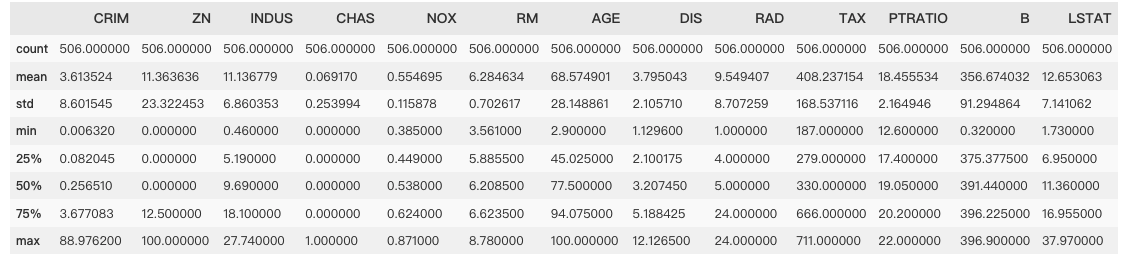 CRIM ZN INDUS CHAS NOX RM AGE DIS RAD TAX PTRATIO B LSTAT
count 506.000000 506.000000 506.000000 506.000000 506.000000 506.000000 506.000000 506.000000 506.000000 506.000000 506.000000 506.000000 506.000000
mean 3.613524 11.363636 11.136779 0.069170 0.554695 6.284634 68.574901 3.795043 9.549407 408.237154 18.455534 356.674032 12.653063
std 8.601545 23.322453 6.860353 0.253994 0.115878 0.702617 28.148861 2.105710 8.707259 168.537116 2.164946 91.294864 7.141062
min 0.006320 0.000000 0.460000 0.000000 0.385000 3.561000 2.900000 1.129600 1.000000 187.000000 12.600000 0.320000 1.730000
25% 0.082045 0.000000 5.190000 0.000000 0.449000 5.885500 45.025000 2.100175 4.000000 279.000000 17.400000 375.377500 6.950000
50% 0.256510 0.000000 9.690000 0.000000 0.538000 6.208500 77.500000 3.207450 5.000000 330.000000 19.050000 391.440000 11.360000
75% 3.677083 12.500000 18.100000 0.000000 0.624000 6.623500 94.075000 5.188425 24.000000 666.000000 20.200000 396.225000 16.955000
max 88.976200 100.000000 27.740000 1.000000 0.871000 8.780000 100.000000 12.126500 24.000000 711.000000 22.000000 396.900000 37.970000